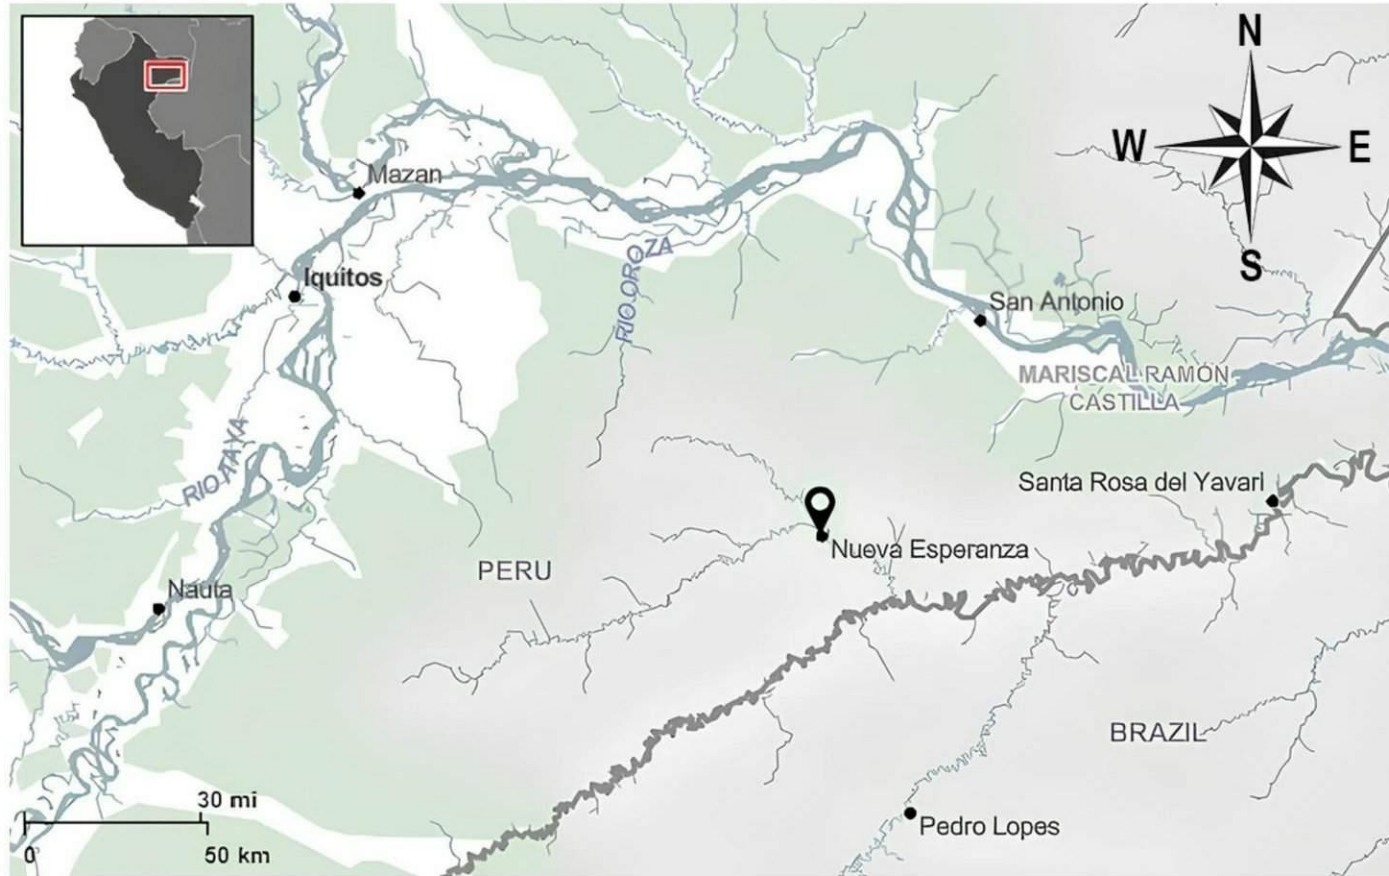 N
W
E
S
Mazan
RIO OROZA
Iquitos
San Antonio
MARISCAL RAMÓN
CASTILLA
RIO ITAYA
Santa Rosa del Yavari
Nueva Esperanza
PERU
Nauta
BRAZIL
30 mi
0
50 km
Pedro Lopes